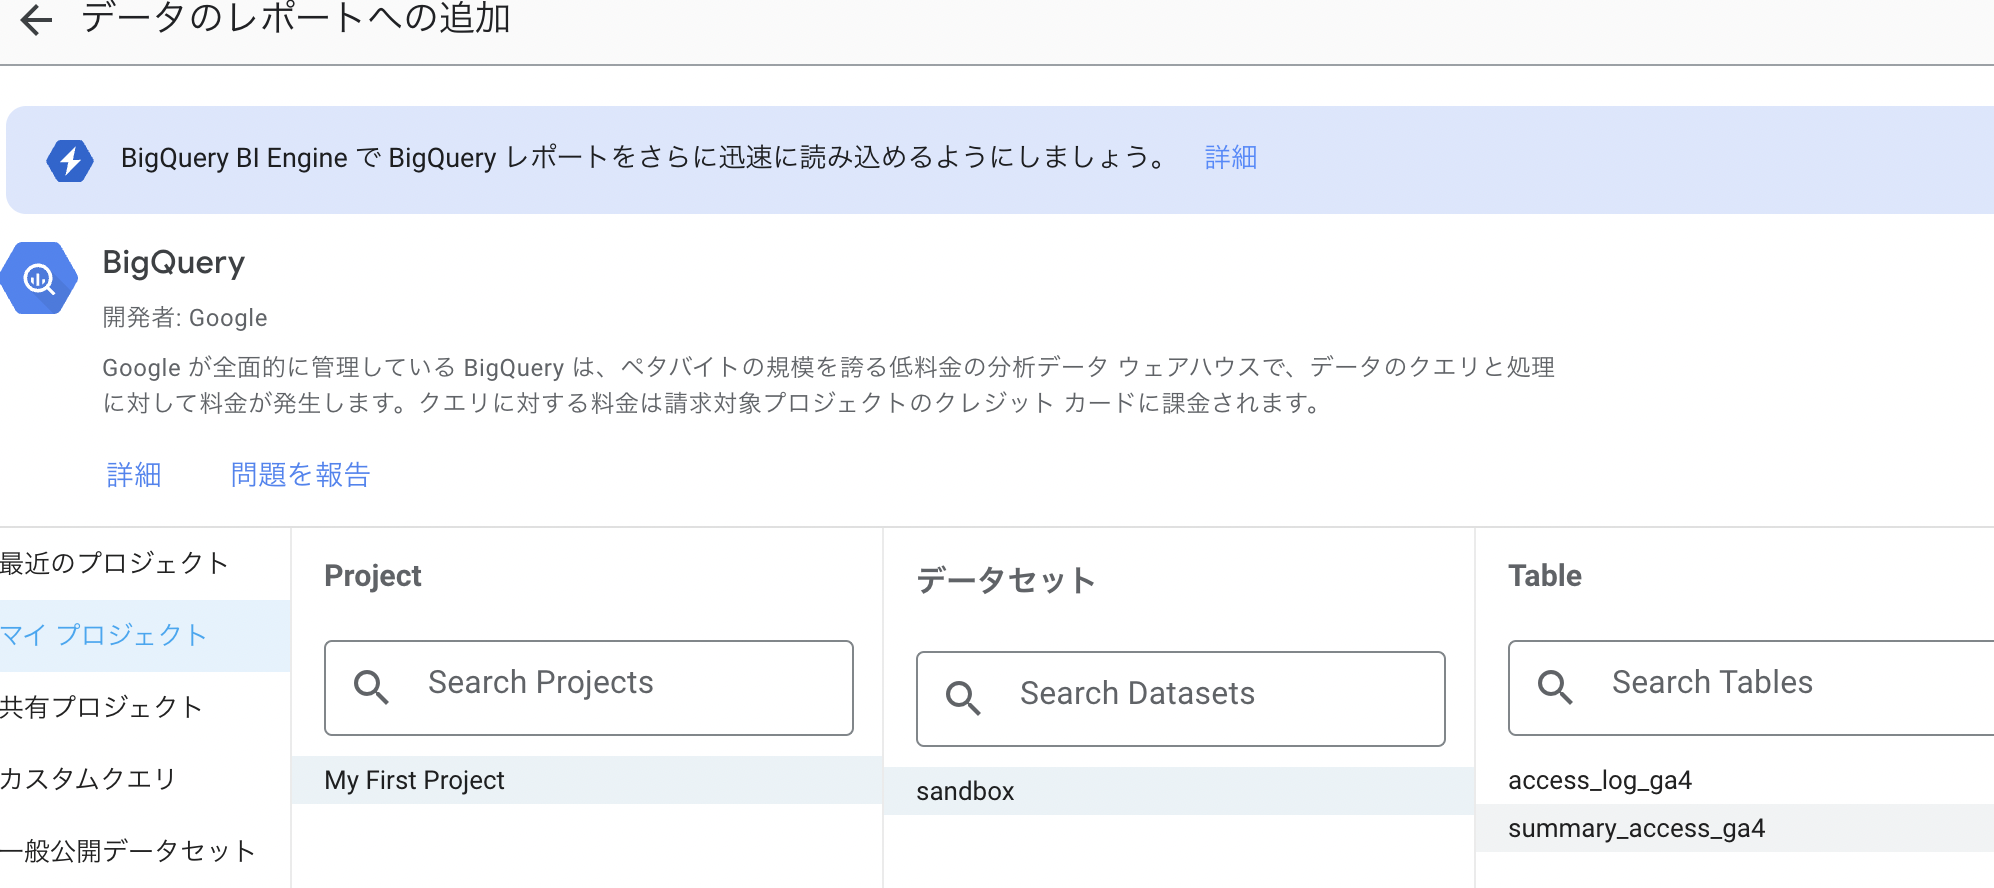 データのレポートへの追加
BigQuery BI Engine で BigQuery レポートをさらに迅速に読み込めるようにしましょう。 詳細
BigQuery
開発者: Google
Google が全面的に管理している BigQuery は、ペタバイトの規模を誇る低料金の分析データ ウェアハウスで、データのクエリと処理
に対して料金が発生します。クエリに対する料金は請求対象プロジェクトのクレジット カードに課金されます。
詳細 問題を報告
最近のプロジェクト
マイ プロジェクト
共有プロジェクト
カスタムクエリ
一般公開データセット
Project
Search Projects
My First Project
データセット
Search Datasets
sandbox
Table
Search Tables
access_log_ga4
summary_access_ga4